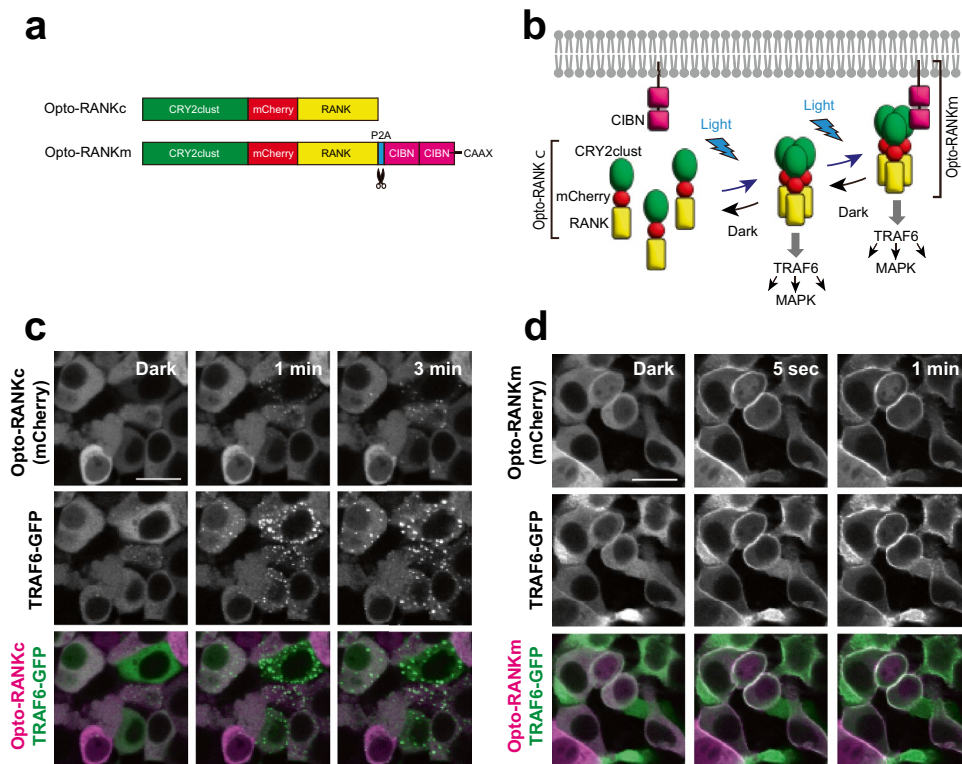 a
Opto-RANKc
CRY2clust
mCherry
RANK
P2A
Opto-RANKm
CRY2clust
mCherry
RANK
CIBN
CIBN
CAAX
b
CIBN
Light
Light
Opto-RANKm
Opto-RANK c
CRY2clust
mCherry
RANK
Dark
Dark
TRAF6
MAPK
TRAF6
MAPK
c
Opto-RANKc
(mCherry)
Dark
1 min
3 min
TRAF6-GFP
Opto-RANKc
TRAF6-GFP
d
Opto-RANKm
(mCherry)
Dark
5 sec
1 min
TRAF6-GFP
Opto-RANKm
TRAF6-GFP